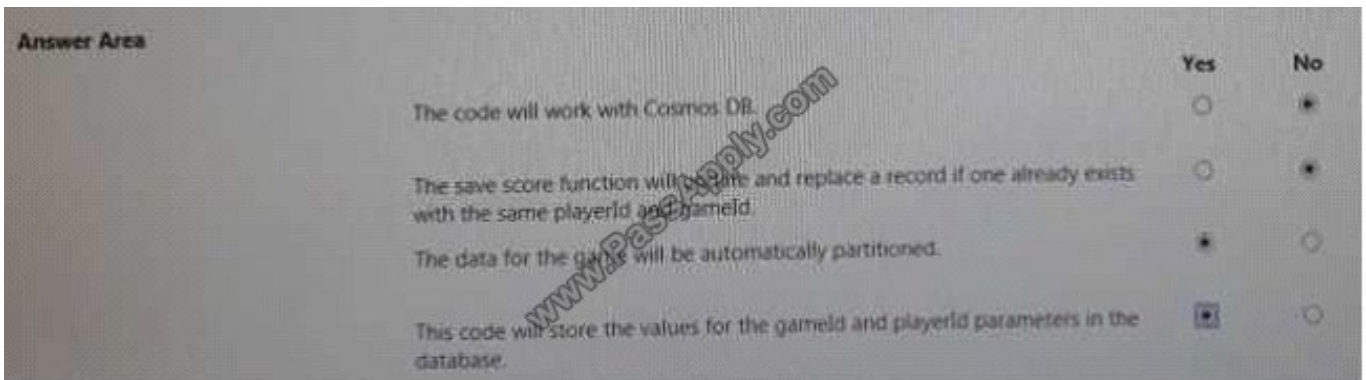 Answer Area
Yes No
The code will work with Cosmos DB.
The save score function will and replace a record if one already exists
with the same playerId and gameId.
The data for the game will be automatically partitioned.
This code will store the values for the gameId and playerId parameters in the
database.
www.PassApply.com